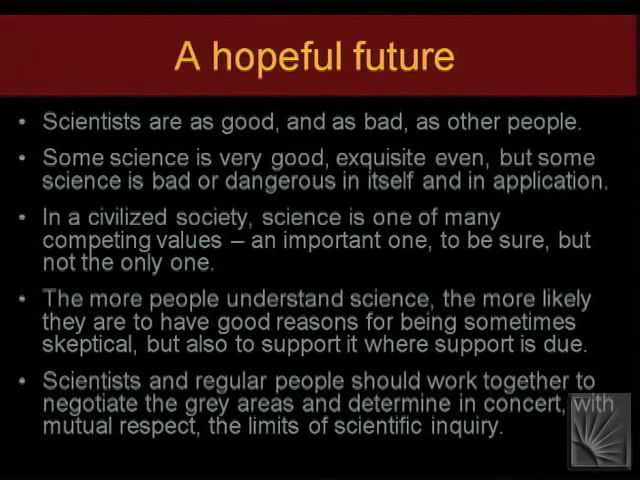 A hopeful future
• Scientists are as good, and as bad, as other people.
• Some science is very good, exquisite even, but some
science is bad or dangerous in itself and in application.
• In a civilized society, science is one of many
competing values – an important one, to be sure, but
not the only one.
• The more people understand science, the more likely
they are to have good reasons for being sometimes
skeptical, but also to support it where support is due.
• Scientists and regular people should work together to
negotiate the grey areas and determine in concert, with
mutual respect, the limits of scientific inquiry.